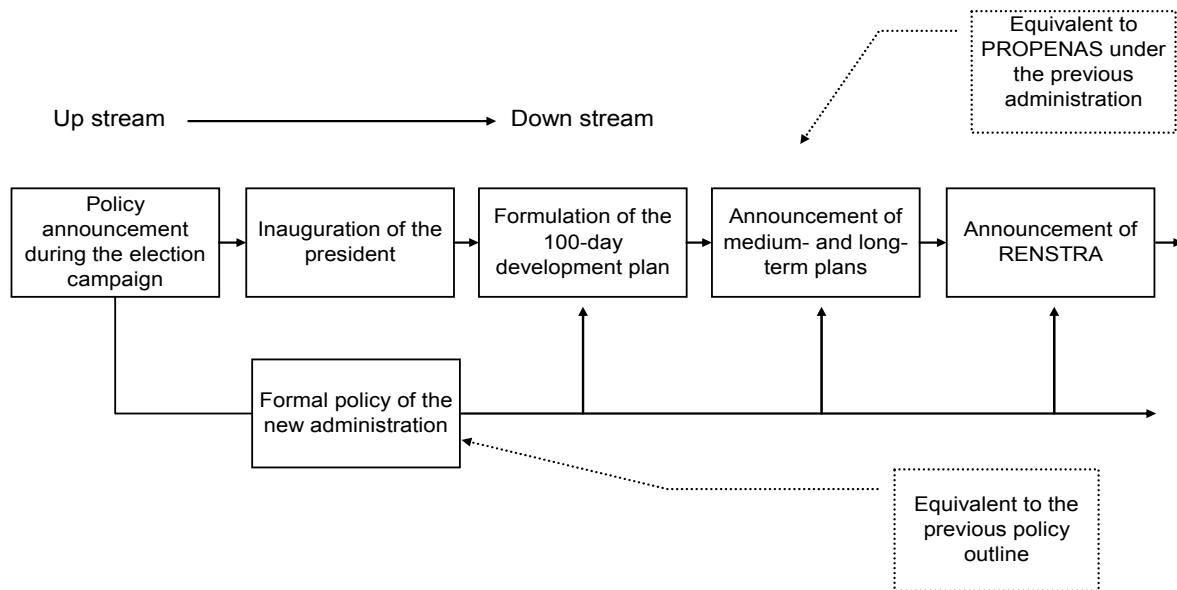 Equivalent to
PROPENAS under
the previous
administration
Up stream
Down stream
Policy
announcement
during the election
campaign
Inauguration of the
president
Formulation of the
100-day
development plan
Announcement of
medium- and long-
term plans
Announcement of
RENSTRA
Formal policy of the
new administration
Equivalent to the
previous policy
outline